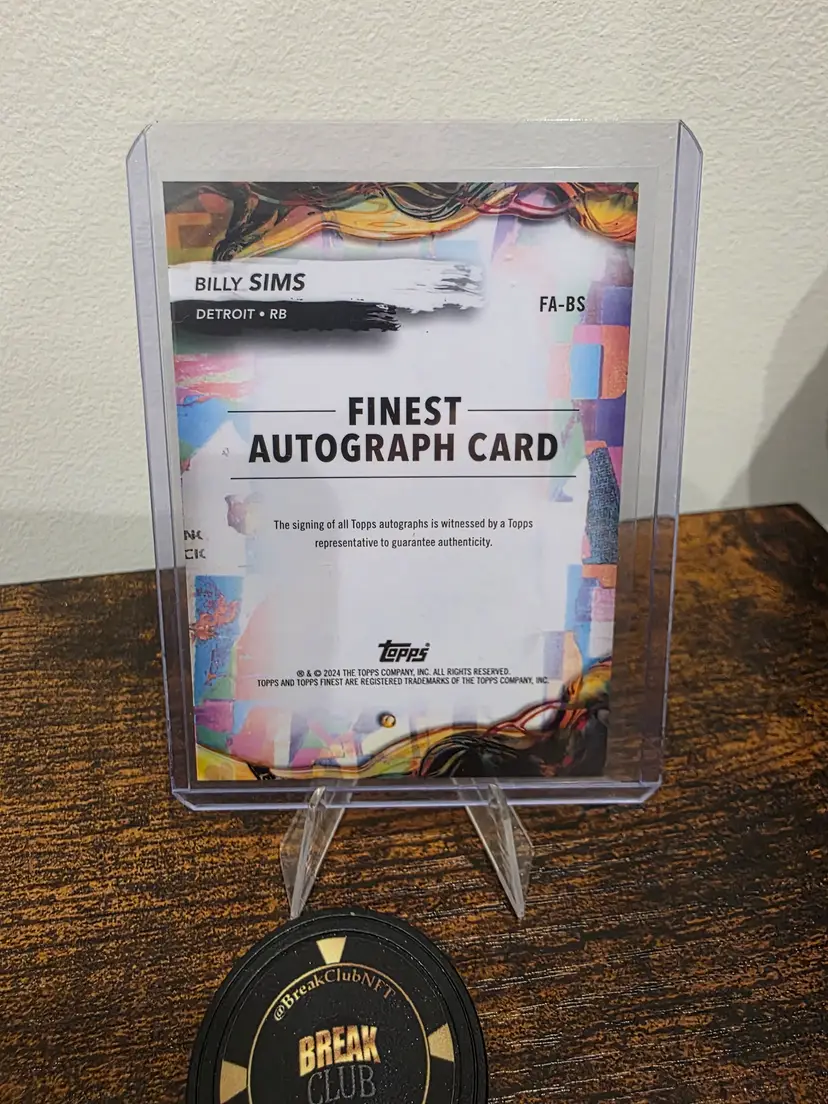 BILLY SIMS
DETROIT • RB
FA-BS
FINEST
AUTOGRAPH CARD
The signing of all Topps autographs is witnessed by a Topps
representative to guarantee authenticity.
NK
CK
Topps
® & © 2024 THE TOPPS COMPANY, INC. ALL RIGHTS RESERVED.
TOPPS AND TOPPS FINEST ARE REGISTERED TRADEMARKS OF THE TOPPS COMPANY, INC.
@BreakClubNFT
BREAK
CLUB